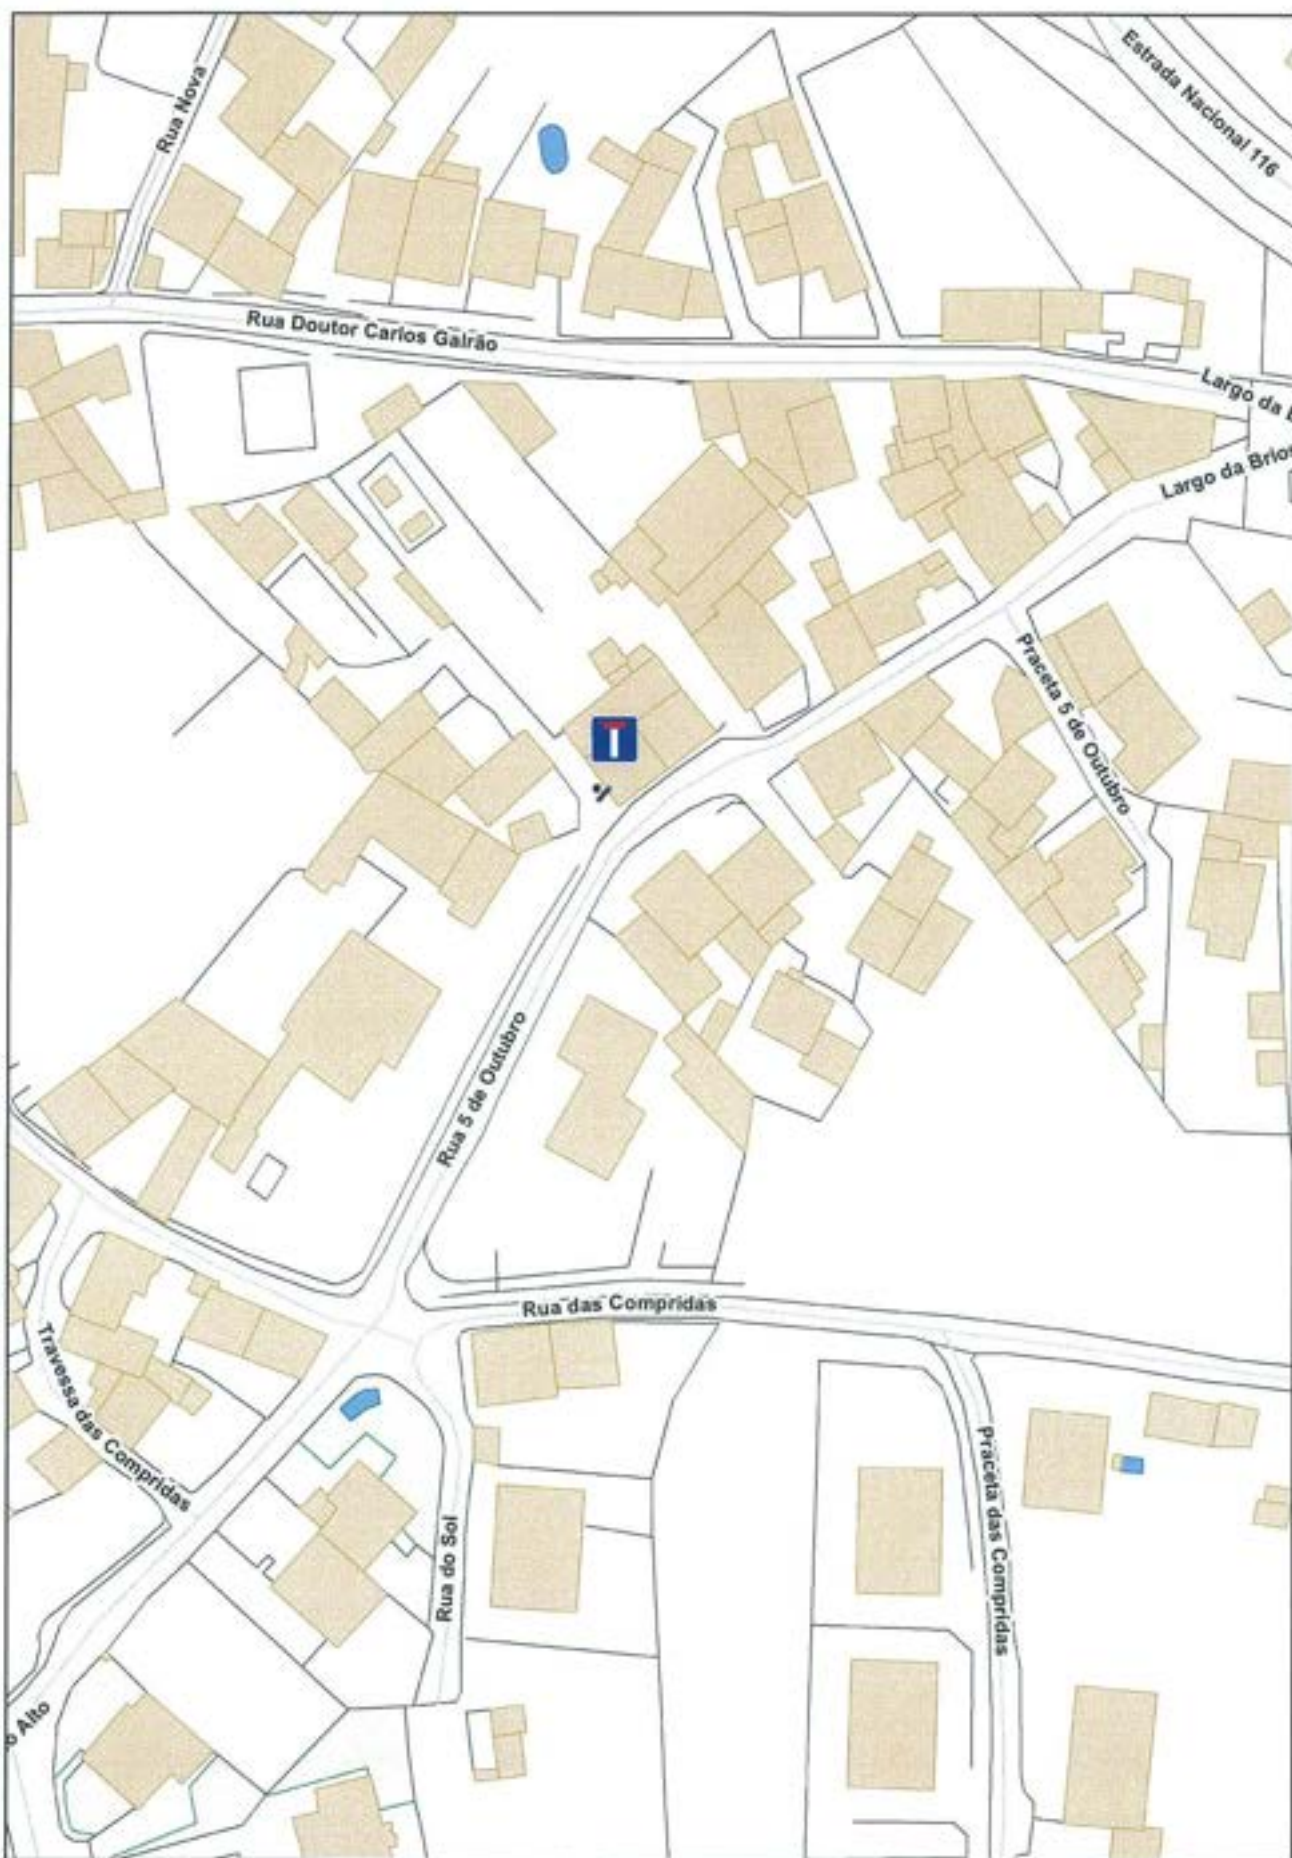 Estrada Nacional 116
Rua Nova
Rua Doutor Carlos Galrão
Largo da
Largo da Brios
Praceta 5 de Outubro
Rua 5 de Outubro
Rua das Compridas
Travessa das Compridas
Praceta das Compridas
Rua do Sol
o Alto